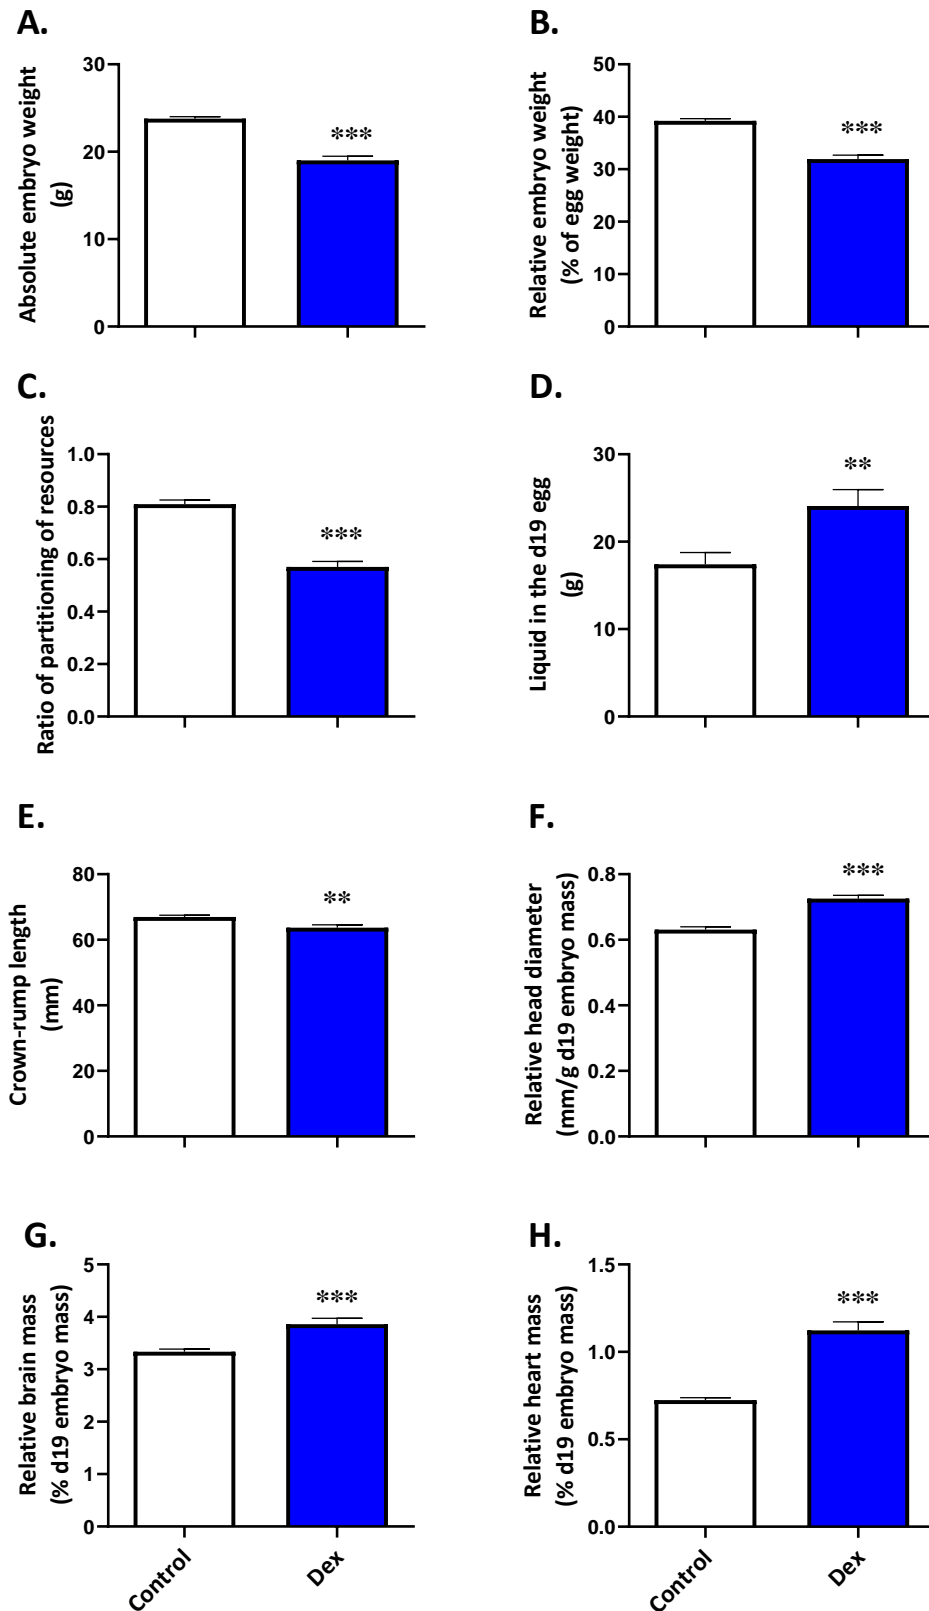 A.
Absolute embryo weight
(g)
30
20
10
0
***
B.
Relative embryo weight
(% of egg weight)
50
40
30
20
10
0
***
C.
Ratio of partitioning of resources
1.0
0.8
0.6
0.4
0.2
0.0
***
D.
Liquid in the d19 egg
(g)
30
20
10
0
**
E.
Crown-rump length
(mm)
80
60
40
20
0
**
F.
Relative head diameter
(mm/g d19 embryo mass)
0.8
0.6
0.4
0.2
0.0
***
G.
Relative brain mass
(% d19 embryo mass)
5
4
3
2
1
0
***
Control
Dex
H.
Relative heart mass
(% d19 embryo mass)
1.5
1.0
0.5
0.0
***
Control
Dex